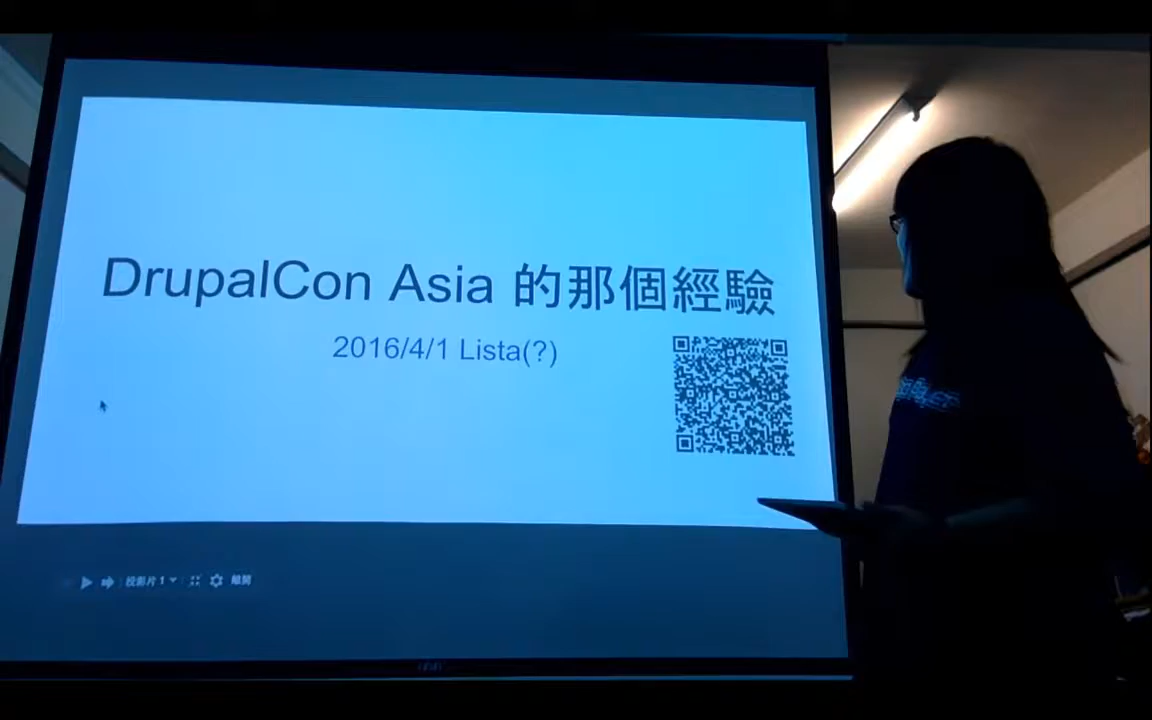 DrupalCon Asia 的那個經驗
2016/4/1 Lista(?)
投影片 1
離開